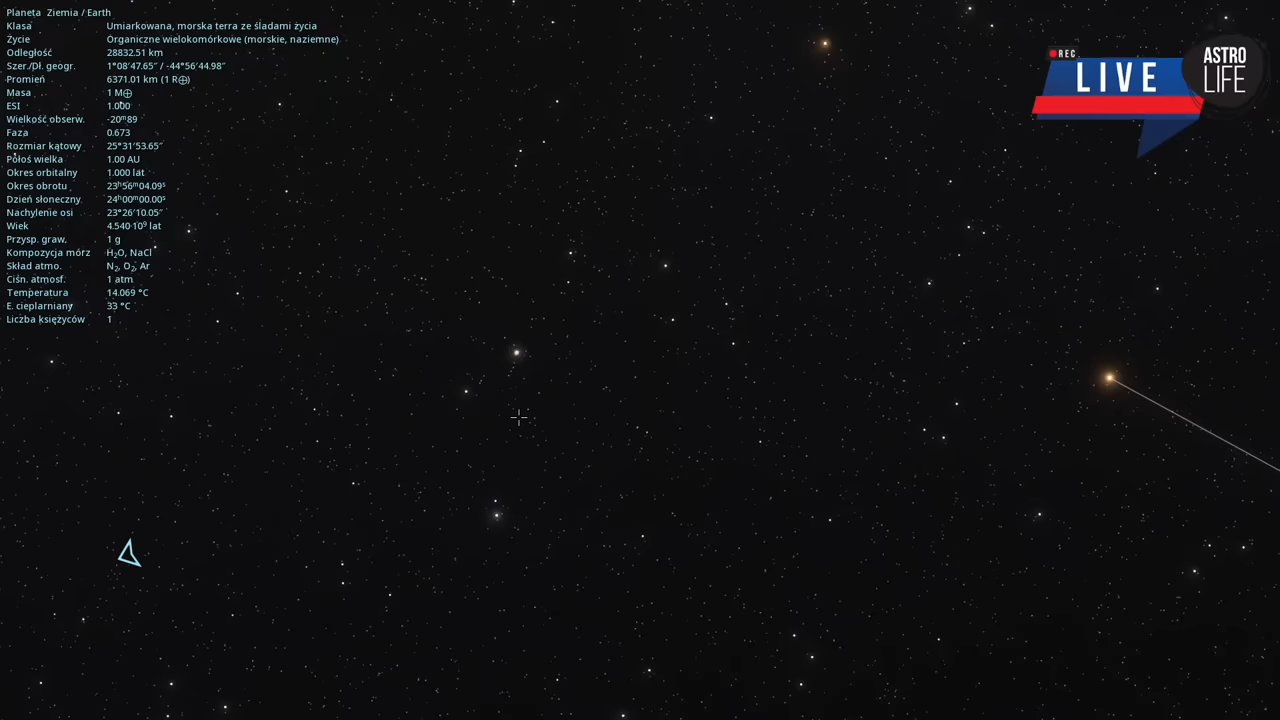 Planeta Ziemia / Earth
Klasa Umiarkowana, morska terra ze śladami życia
Życie Organiczne wielokomórkowe (morskie, naziemne)
Odległość 28832.51 km
Szer./Dł. geogr. 1°08′47.65″ / -44°56′44.98″
Promień 6371.01 km (1 R⊕)
Masa 1 M⊕
ESI 1.000
Wielkość obserw. -20ᵐ89
Faza 0.673
Rozmiar kątowy 25°31′53.65″
Półoś wielka 1.00 AU
Okres orbitalny 1.000 lat
Okres obrotu 23ʰ56ᵐ04.09ˢ
Dzień słoneczny 24ʰ00ᵐ00.00ˢ
Nachylenie osi 23°26′10.05″
Wiek 4.540·10⁹ lat
Przysp. graw. 1 g
Kompozycja mórz H₂O, NaCl
Skład atmo. N₂, O₂, Ar
Ciśn. atmosf. 1 atm
Temperatura 14.069 °C
E. cieplarniany 33 °C
Liczba księżyców 1
REC
LIVE
ASTRO
LIFE